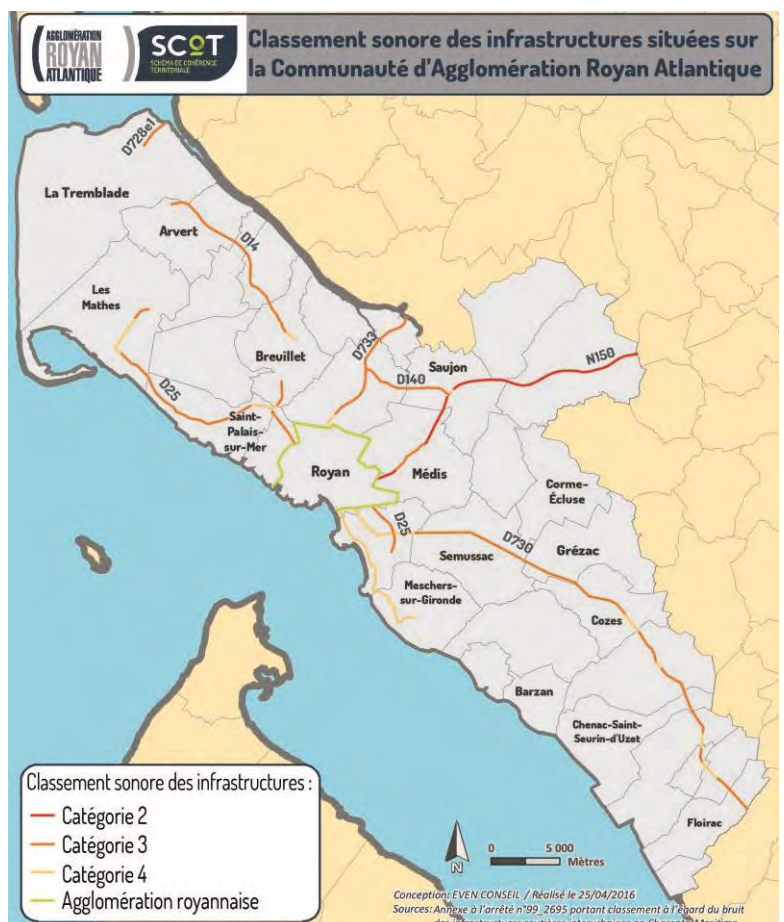 AGGLOMÉRATION
ROYAN
ATLANTIQUE
SCOT
SCHÉMA DE COHÉRENCE
TERRITORIALE
Classement sonore des infrastructures situées sur
la Communauté d'Agglomération Royan Atlantique
D728e1
La Tremblade
Arvert
D14
Les
Mathes
Breuillet
D733
Saujon
N150
D140
D25
Saint-
Palais-
sur-Mer
Royan
Médis
Corme-
Écluse
D25
D730
Semussac
Grézac
Meschers-
sur-Gironde
Cozes
Barzan
Chenac-Saint-
Seurin-d'Uzet
Floirac
Classement sonore des infrastructures :
Catégorie 2
Catégorie 3
Catégorie 4
Agglomération royannaise
N
0 5 000
Mètres
Conception: EVEN CONSEIL / Réalisé le 25/04/2016
Sources: Annexe à l'arrêté n°99_2695 portant classement à l'égard du bruit